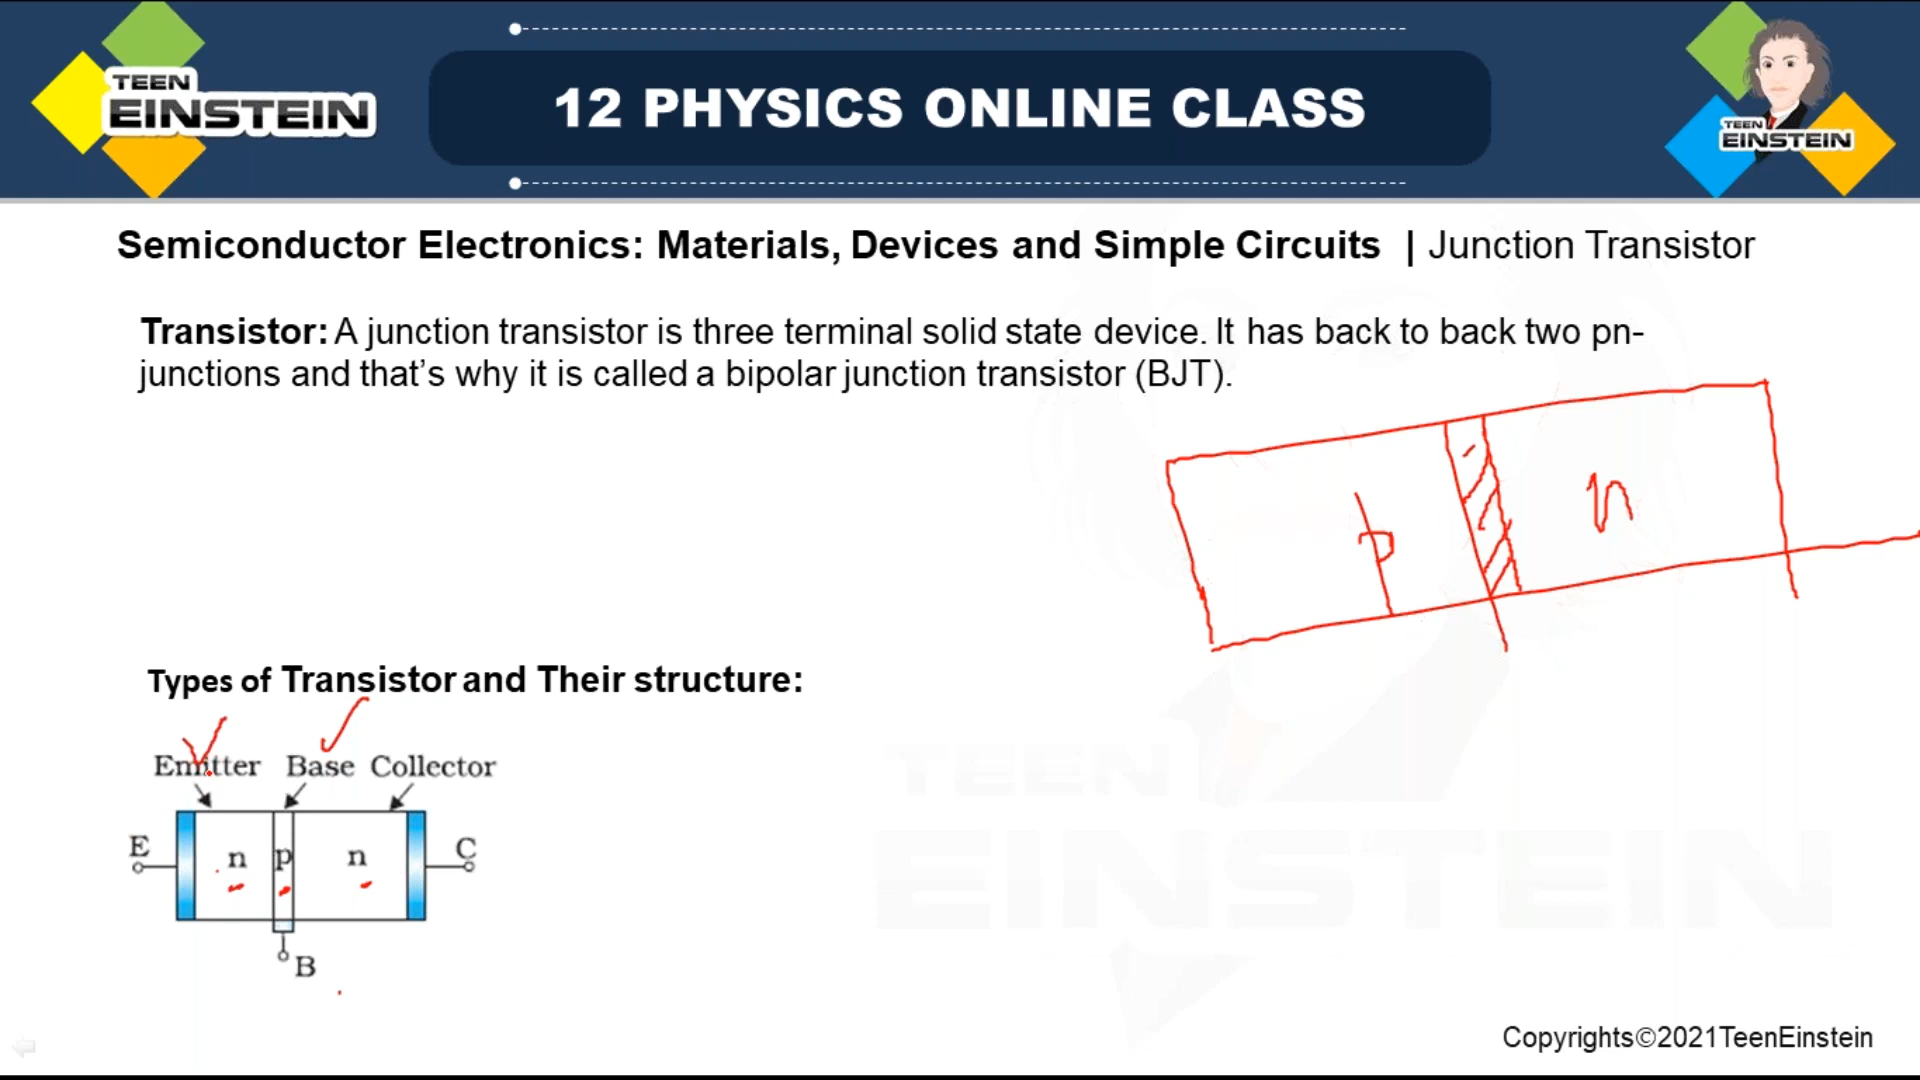 TEEN
EINSTEIN
12 PHYSICS ONLINE CLASS
TEEN
EINSTEIN
Semiconductor Electronics: Materials, Devices and Simple Circuits | Junction Transistor
Transistor: A junction transistor is three terminal solid state device. It has back to back two pn-
junctions and that’s why it is called a bipolar junction transistor (BJT).
p
n
Types of Transistor and Their structure:
Emitter Base Collector
E n p n C
B
TEEN
EINSTEIN
Copyrights©2021TeenEinstein